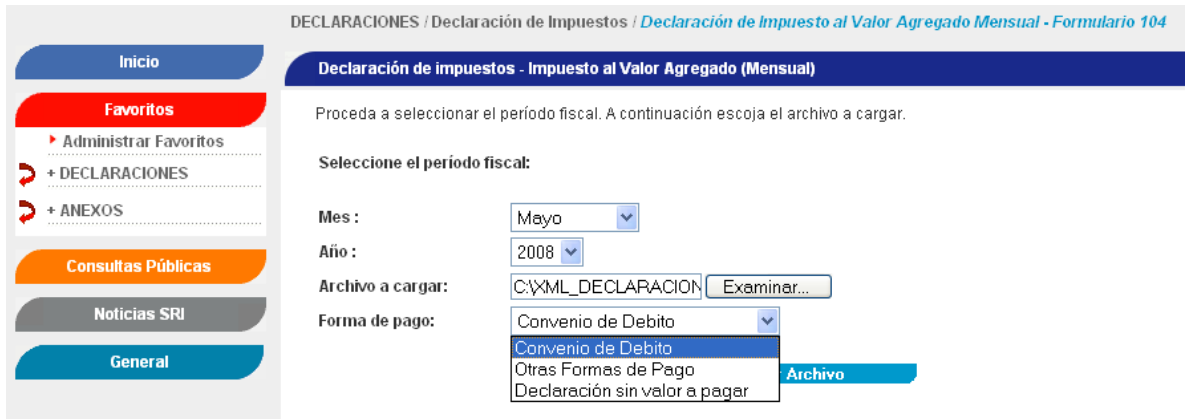 DECLARACIONES / Declaración de Impuestos / Declaración de Impuesto al Valor Agregado Mensual - Formulario 104
Inicio
Favoritos
Administrar Favoritos
+ DECLARACIONES
+ ANEXOS
Consultas Públicas
Noticias SRI
General
Declaración de impuestos - Impuesto al Valor Agregado (Mensual)
Proceda a seleccionar el período fiscal. A continuación escoja el archivo a cargar.
Seleccione el período fiscal:
Mes : Mayo
Año : 2008
Archivo a cargar: C:\XML_DECLARACION Examinar...
Forma de pago: Convenio de Debito
Convenio de Debito
Otras Formas de Pago
Archivo
Declaración sin valor a pagar